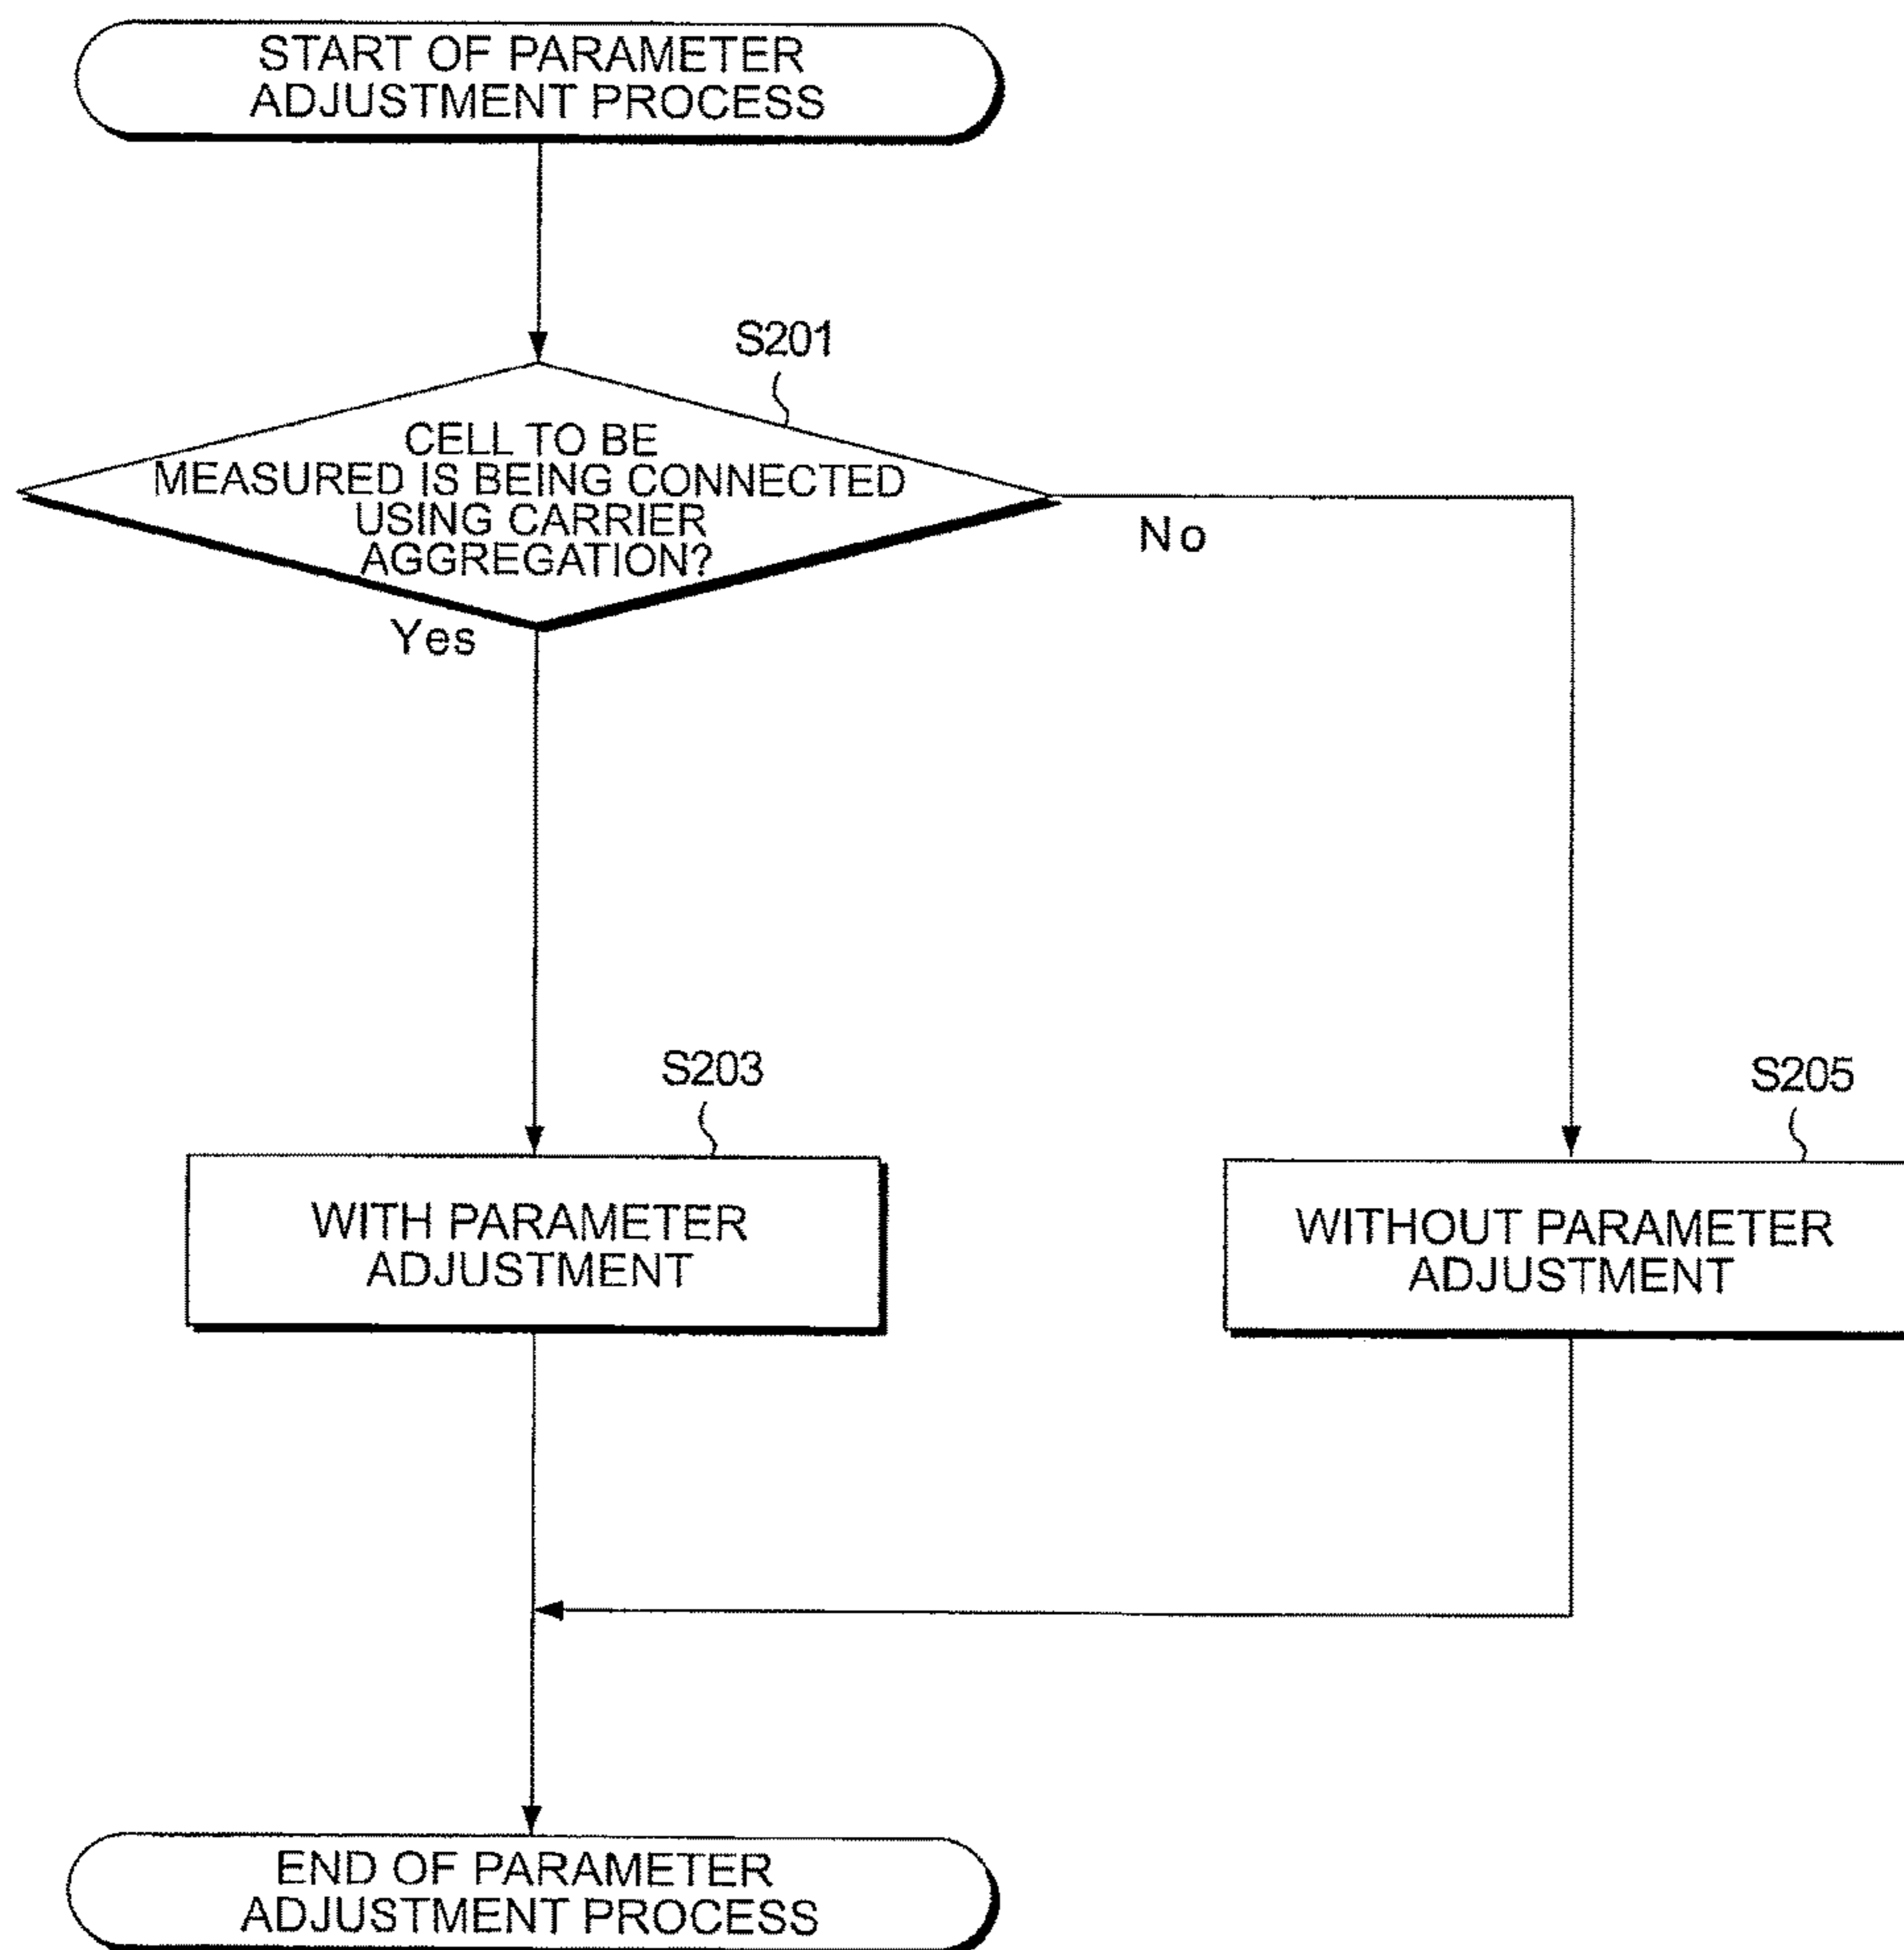 START OF PARAMETER
ADJUSTMENT PROCESS
S201
CELL TO BE
MEASURED IS BEING CONNECTED
USING CARRIER
AGGREGATION?
No
Yes
S203
S205
WITH PARAMETER
ADJUSTMENT
WITHOUT PARAMETER
ADJUSTMENT
END OF PARAMETER
ADJUSTMENT PROCESS